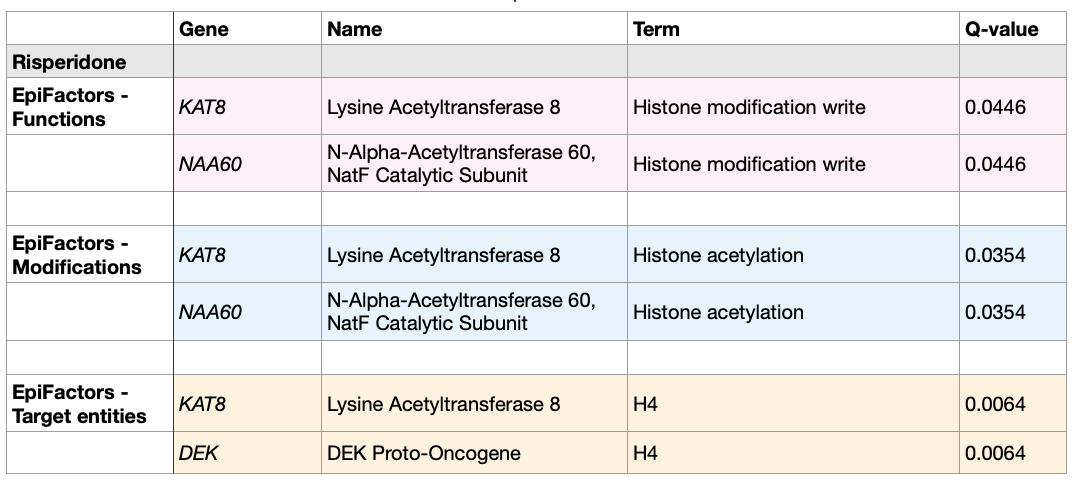 Gene Name Term Q-value
Risperidone
EpiFactors -
Functions
KAT8 Lysine Acetyltransferase 8 Histone modification write 0.0446
NAA60 N-Alpha-Acetyltransferase 60,
NatF Catalytic Subunit Histone modification write 0.0446
EpiFactors -
Modifications
KAT8 Lysine Acetyltransferase 8 Histone acetylation 0.0354
NAA60 N-Alpha-Acetyltransferase 60,
NatF Catalytic Subunit Histone acetylation 0.0354
EpiFactors -
Target entities
KAT8 Lysine Acetyltransferase 8 H4 0.0064
DEK DEK Proto-Oncogene H4 0.0064